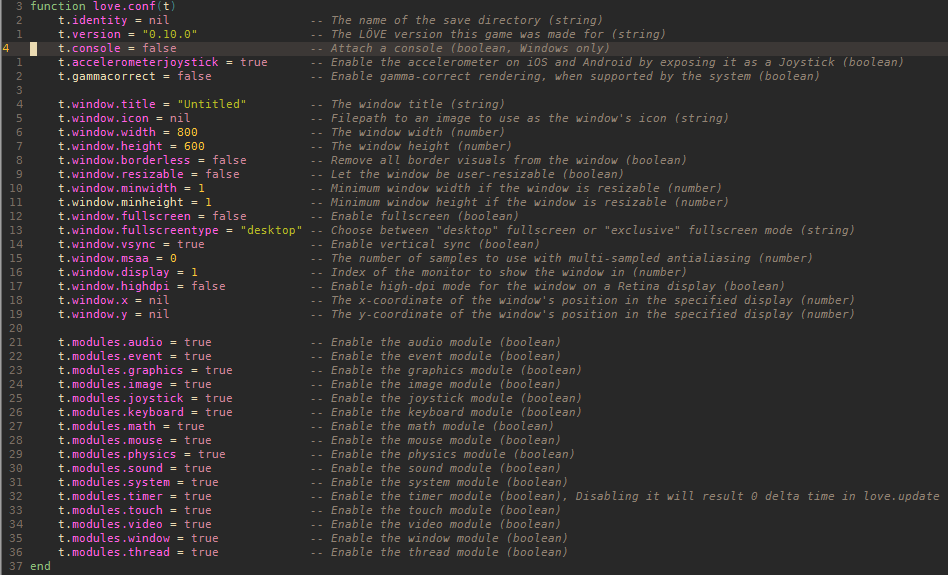 3 function love.conf(t)
2 t.identity = nil -- The name of the save directory (string)
1 t.version = "0.10.0" -- The LÖVE version this game was made for (string)
4 t.console = false -- Attach a console (boolean, Windows only)
1 t.accelerometerjoystick = true -- Enable the accelerometer on iOS and Android by exposing it as a Joystick (boolean)
2 t.gammacorrect = false -- Enable gamma-correct rendering, when supported by the system (boolean)
3
4 t.window.title = "Untitled" -- The window title (string)
5 t.window.icon = nil -- Filepath to an image to use as the window's icon (string)
6 t.window.width = 800 -- The window width (number)
7 t.window.height = 600 -- The window height (number)
8 t.window.borderless = false -- Remove all border visuals from the window (boolean)
9 t.window.resizable = false -- Let the window be user-resizable (boolean)
10 t.window.minwidth = 1 -- Minimum window width if the window is resizable (number)
11 t.window.minheight = 1 -- Minimum window height if the window is resizable (number)
12 t.window.fullscreen = false -- Enable fullscreen (boolean)
13 t.window.fullscreentype = "desktop" -- Choose between "desktop" fullscreen or "exclusive" fullscreen mode (string)
14 t.window.vsync = true -- Enable vertical sync (boolean)
15 t.window.msaa = 0 -- The number of samples to use with multi-sampled antialiasing (number)
16 t.window.display = 1 -- Index of the monitor to show the window in (number)
17 t.window.highdpi = false -- Enable high-dpi mode for the window on a Retina display (boolean)
18 t.window.x = nil -- The x-coordinate of the window's position in the specified display (number)
19 t.window.y = nil -- The y-coordinate of the window's position in the specified display (number)
20
21 t.modules.audio = true -- Enable the audio module (boolean)
22 t.modules.event = true -- Enable the event module (boolean)
23 t.modules.graphics = true -- Enable the graphics module (boolean)
24 t.modules.image = true -- Enable the image module (boolean)
25 t.modules.joystick = true -- Enable the joystick module (boolean)
26 t.modules.keyboard = true -- Enable the keyboard module (boolean)
27 t.modules.math = true -- Enable the math module (boolean)
28 t.modules.mouse = true -- Enable the mouse module (boolean)
29 t.modules.physics = true -- Enable the physics module (boolean)
30 t.modules.sound = true -- Enable the sound module (boolean)
31 t.modules.system = true -- Enable the system module (boolean)
32 t.modules.timer = true -- Enable the timer module (boolean), Disabling it will result 0 delta time in love.update
33 t.modules.touch = true -- Enable the touch module (boolean)
34 t.modules.video = true -- Enable the video module (boolean)
35 t.modules.window = true -- Enable the window module (boolean)
36 t.modules.thread = true -- Enable the thread module (boolean)
37 end